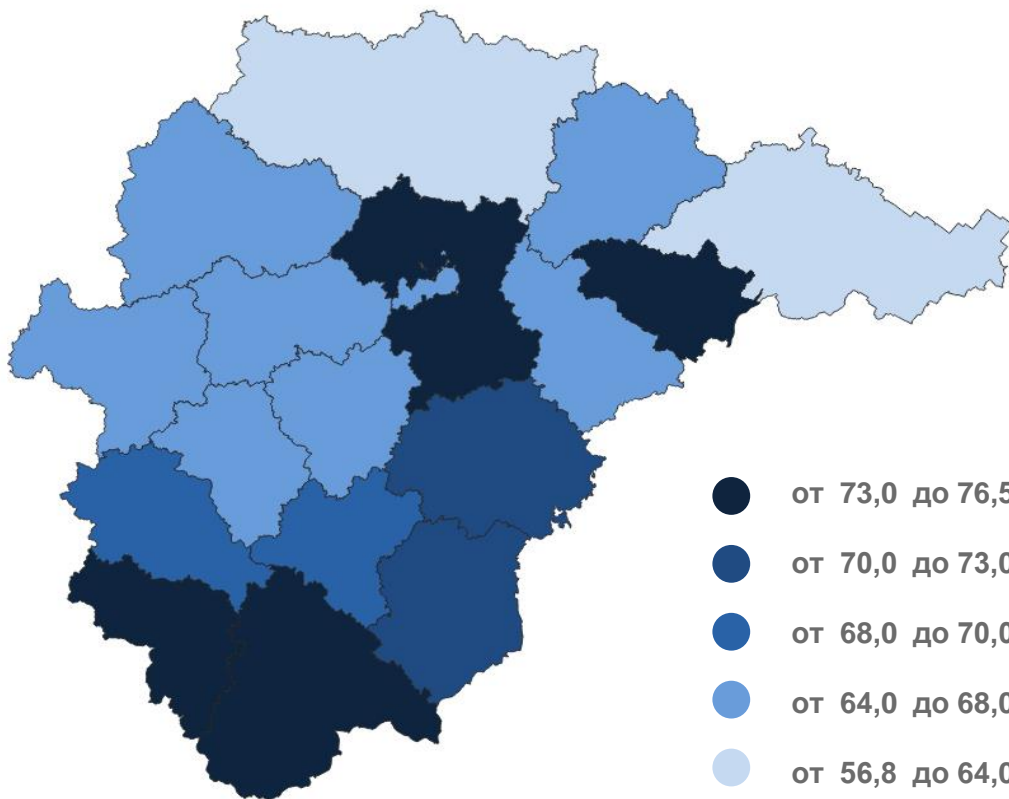 от 73,0 до 76,5
от 70,0 до 73,0
от 68,0 до 70,0
от 64,0 до 68,0
от 56,8 до 64,0